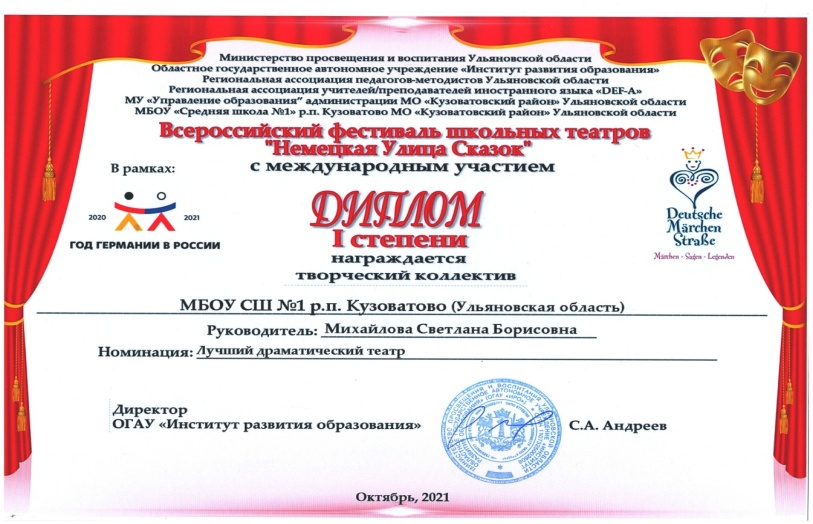 Министерство просвещения и воспитания Ульяновской области
Областное государственное автономное учреждение «Институт развития образования»
Региональная ассоциация педагогов-методистов Ульяновской области
Региональная ассоциация учителей/преподавателей иностранного языка «DEF-A»
МУ «Управление образования" администрации МО «Кузоватовский район» Ульяновской области
МБОУ «Средняя школа №1» р.п. Кузоватово МО «Кузоватовский район» Ульяновской области
Всероссийский фестиваль школьных театров
"Немецкая Улица Сказок"
с международным участием
В рамках:
2020 2021
ГОД ГЕРМАНИИ В РОССИИ
ДИПЛОМ
I степени
награждается
творческий коллектив
Deutsche
Märchen
Straße
Märchen · Sagen · Legenden
МБОУ СШ №1 р.п. Кузоватово (Ульяновская область)
Руководитель: Михайлова Светлана Борисовна
Номинация: Лучший драматический театр
Директор
ОГАУ «Институт развития образования»
С.А. Андреев
Октябрь, 2021